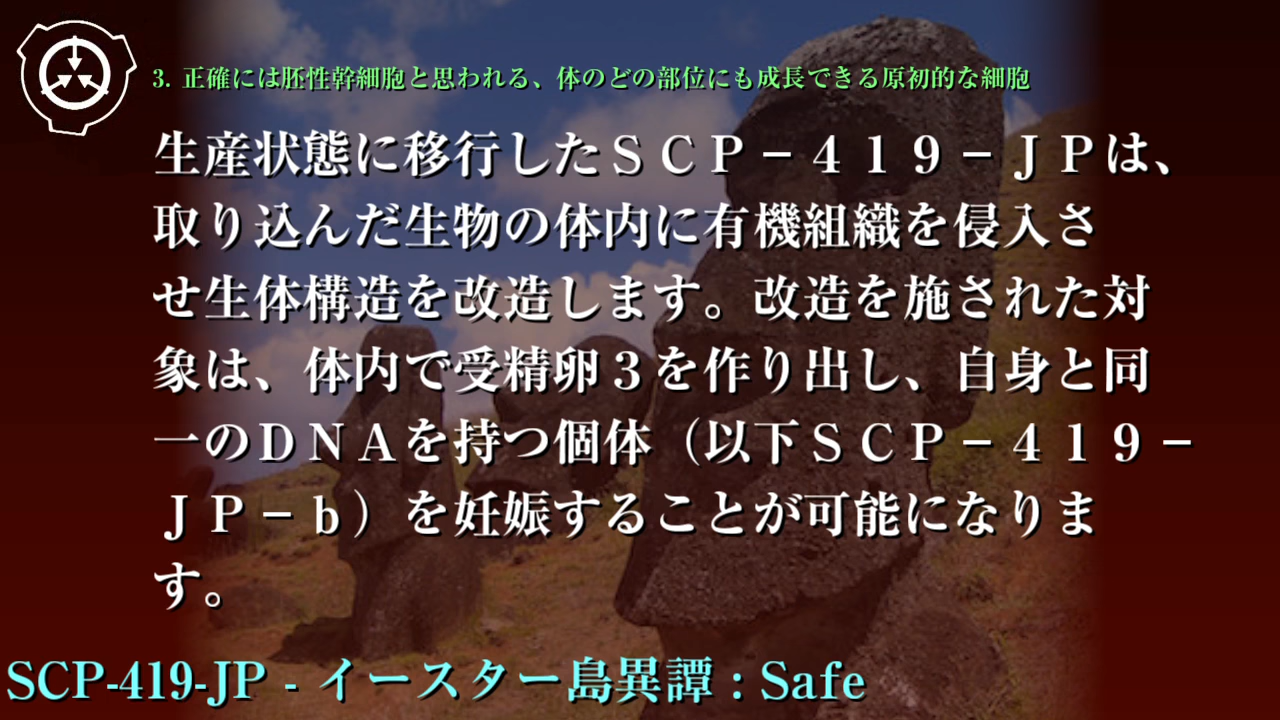 3. 正確には胚性幹細胞と思われる、体のどの部位にも成長できる原初的な細胞
生産状態に移行したＳＣＰ－４１９－ＪＰは、
取り込んだ生物の体内に有機組織を侵入さ
せ生体構造を改造します。改造を施された対
象は、体内で受精卵３を作り出し、自身と同
一のＤＮＡを持つ個体（以下ＳＣＰ－４１９－
ＪＰ－ｂ）を妊娠することが可能になりま
す。
SCP-419-JP - イースター島異譚 : Safe